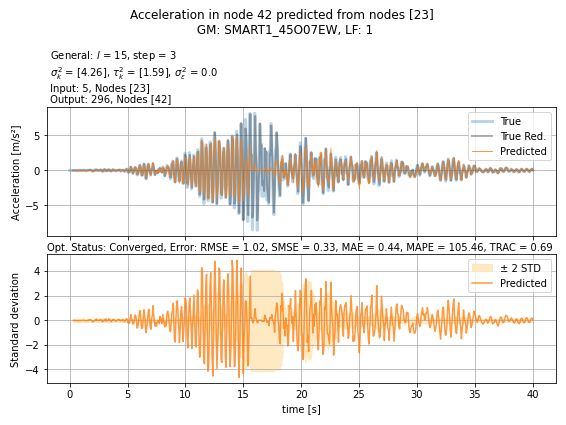 Acceleration in node 42 predicted from nodes [23]
GM: SMART1_45O07EW, LF: 1
General: l = 15, step = 3
σ²ₖ = [4.26], τ²ₖ = [1.59], σ²ε = 0.0
Input: 5, Nodes [23]
Output: 296, Nodes [42]
Acceleration [m/s²]
5
0
−5
True
True Red.
Predicted
Opt. Status: Converged, Error: RMSE = 1.02, SMSE = 0.33, MAE = 0.44, MAPE = 105.46, TRAC = 0.69
Standard deviation
4
2
0
−2
−4
± 2 STD
Predicted
0 5 10 15 20 25 30 35 40
time [s]